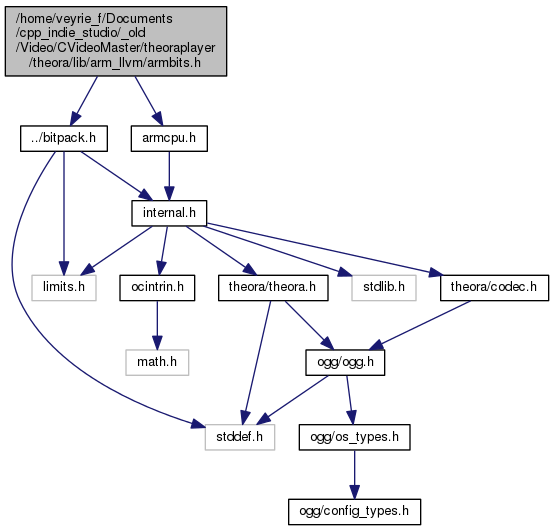 /home/veyrie_f/Documents
/cpp_indie_studio/_old
/Video/CVideoMaster/theoraplayer
/theora/lib/arm_llvm/armbits.h
../bitpack.h
armcpu.h
internal.h
limits.h
ocintrin.h
theora/theora.h
stdlib.h
theora/codec.h
math.h
ogg/ogg.h
stddef.h
ogg/os_types.h
ogg/config_types.h